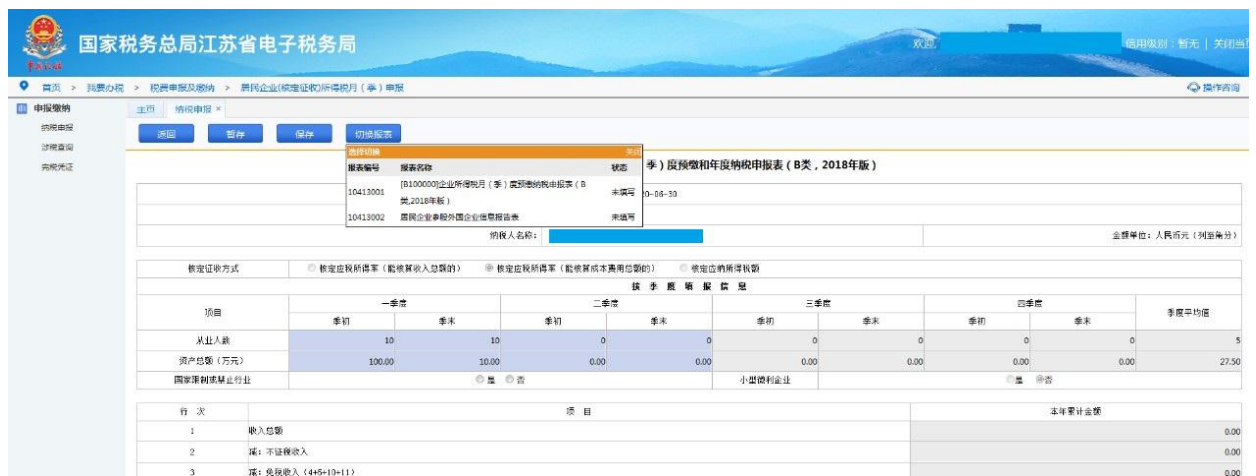 国家税务总局江苏省电子税务局
欢迎,
信用级别：暂无 | 关闭当
首页 > 我要办税 > 税费申报及缴纳 > 居民企业(核定征收)所得税月（季）申报
操作咨询
申报缴纳
主页 纳税申报 ×
纳税申报
涉税查询
完税凭证
返回 暂存 保存 切换报表
选择切换 关闭
报表编号 报表名称 状态
季）度预缴和年度纳税申报表（B类，2018年版）
10413001 [B100000]企业所得税月（季）度预缴纳税申报表（B类,2018年版） 未填写
20-06-30
10413002 居民企业参股外国企业信息报告表 未填写
纳税人名称：
金额单位：人民币元（列至角分）
核定征收方式 核定应税所得率（能核算收入总额的） 核定应税所得率（能核算成本费用总额的） 核定应纳所得税额
按 季 度 填 报 信 息
项目 一季度 二季度 三季度 四季度 季度平均值
季初 季末 季初 季末 季初 季末 季初 季末
从业人数 10 10 0 0 0 0 0 0 5
资产总额（万元） 100.00 10.00 0.00 0.00 0.00 0.00 0.00 0.00 27.50
国家限制或禁止行业 是 否 小型微利企业 是 否
行 次 项 目 本年累计金额
1 收入总额 0.00
2 减：不征税收入 0.00
3 减：免税收入（4+5+10+11） 0.00